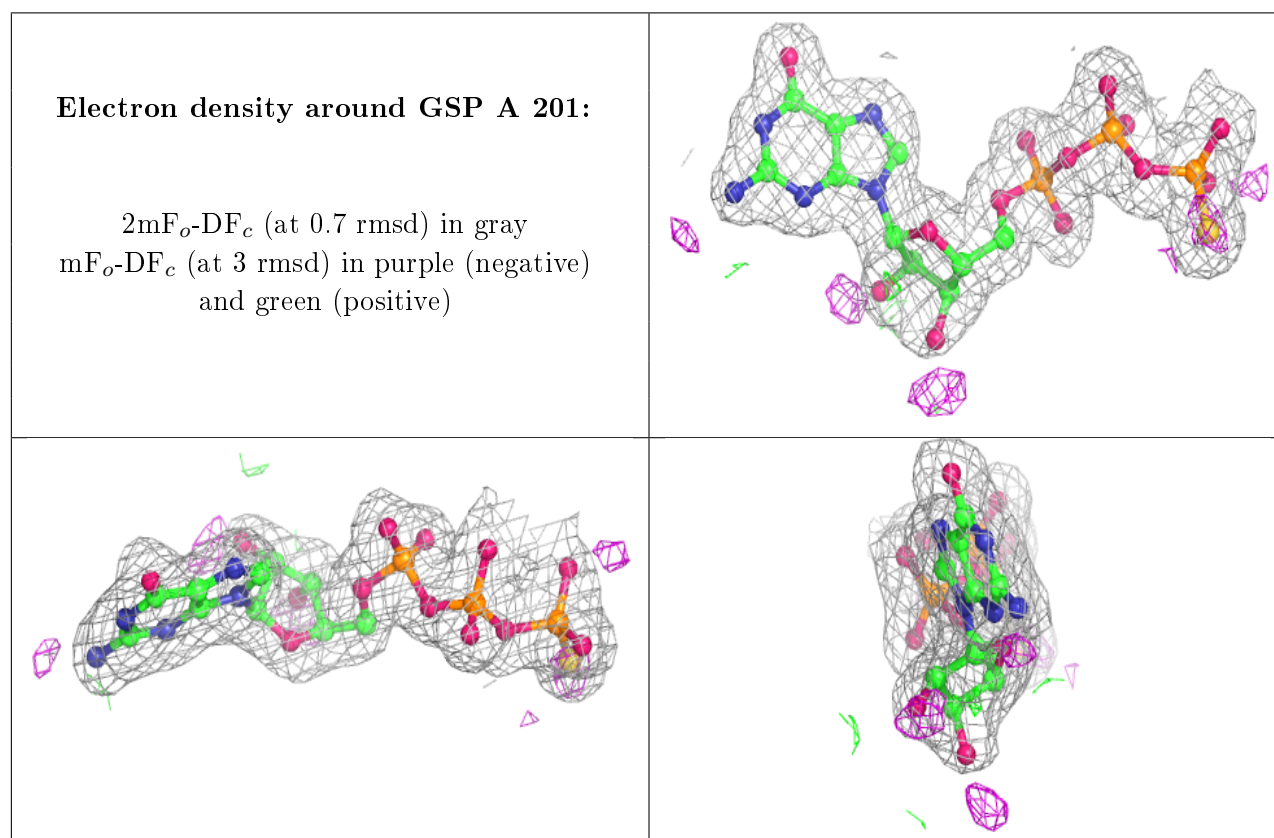 Electron density around GSP A 201:
2mFo-DFc (at 0.7 rmsd) in gray
mFo-DFc (at 3 rmsd) in purple (negative)
and green (positive)